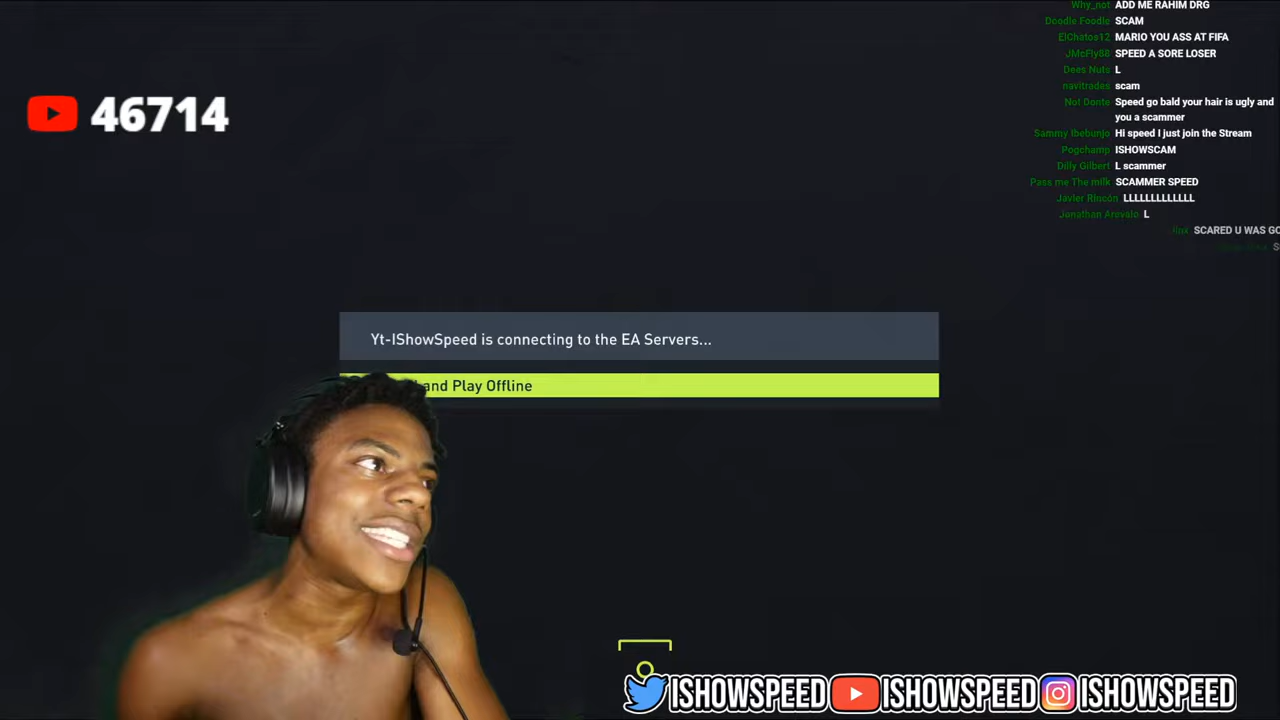 Why_not ADD ME RAHIM DRG
Doodle Foodle SCAM
ElChatos12 MARIO YOU ASS AT FIFA
JMcFly88 SPEED A SORE LOSER
Dees Nuts L
navitrades scam
Not Donte Speed go bald your hair is ugly and
you a scammer
Sammy Ibebunjo Hi speed I just join the Stream
Pogchamp ISHOWSCAM
Dilly Gilbert L scammer
Pass me The milk SCAMMER SPEED
Javier Rincón LLLLLLLLLLLLL
Jonathan Arevalo L
SCARED U WAS GO
46714
Yt-IShowSpeed is connecting to the EA Servers...
and Play Offline
ISHOWSPEED ISHOWSPEED ISHOWSPEED